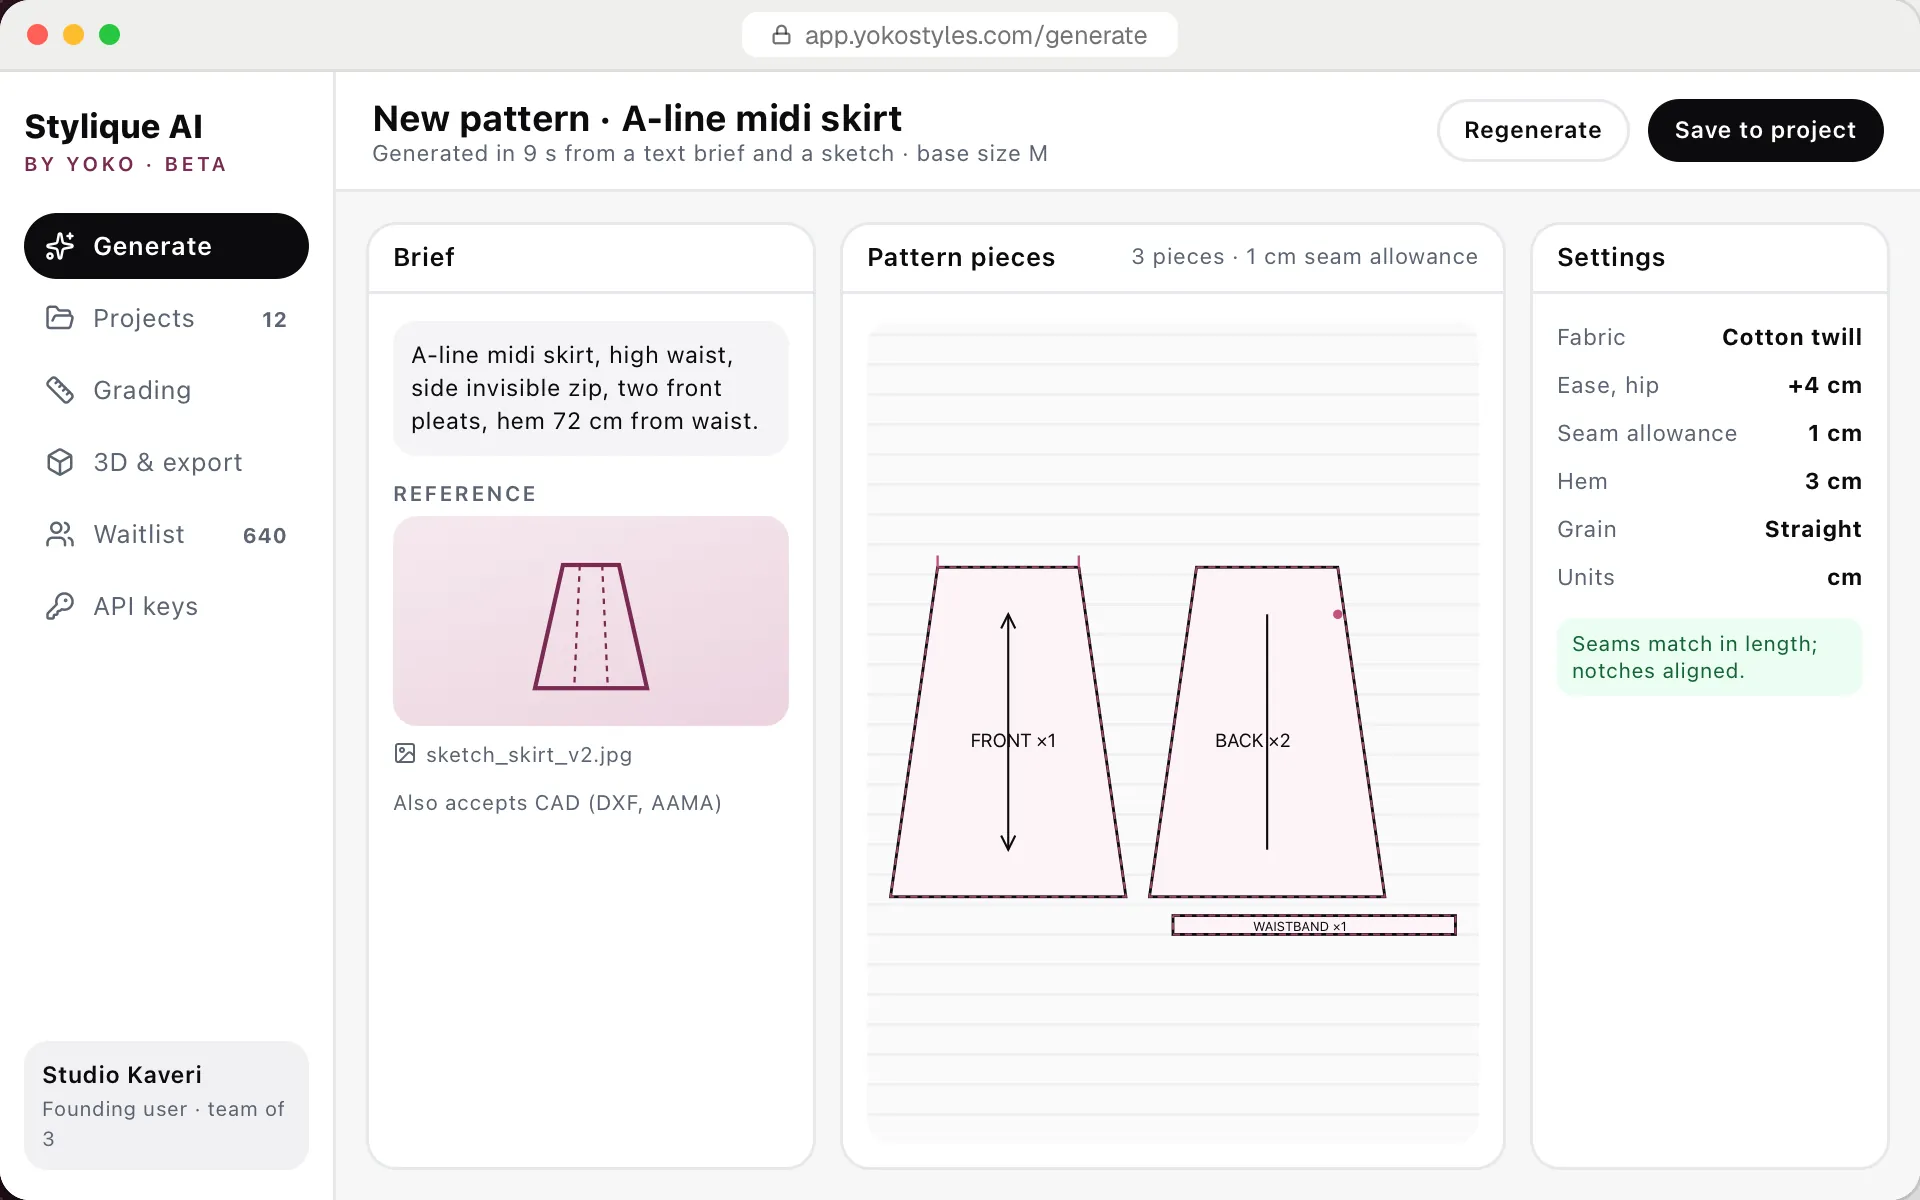 app.yokostyles.com/generate
Stylique AI
BY YOKO · BETA
Generate
Projects 12
Grading
3D & export
Waitlist 640
API keys
Studio Kaveri
Founding user · team of
3
New pattern · A-line midi skirt
Generated in 9 s from a text brief and a sketch · base size M
Regenerate
Save to project
Brief
A-line midi skirt, high waist,
side invisible zip, two front
pleats, hem 72 cm from waist.
REFERENCE
sketch_skirt_v2.jpg
Also accepts CAD (DXF, AAMA)
Pattern pieces
3 pieces · 1 cm seam allowance
FRONT ×1
BACK ×2
WAISTBAND ×1
Settings
Fabric Cotton twill
Ease, hip +4 cm
Seam allowance 1 cm
Hem 3 cm
Grain Straight
Units cm
Seams match in length;
notches aligned.